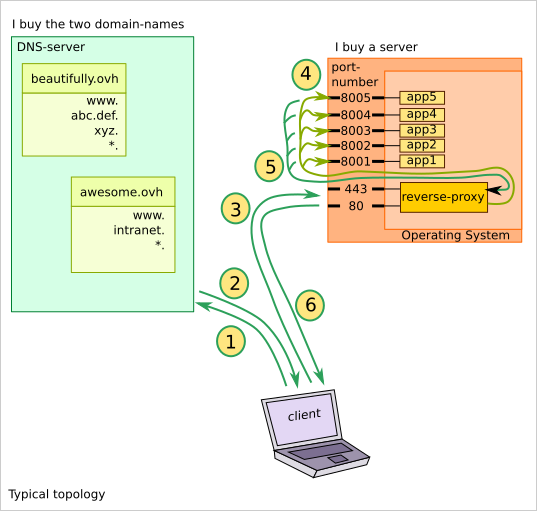 I buy the two domain-names
DNS-server
beautifully.ovh
www.
abc.def.
xyz.
*.
awesome.ovh
www.
intranet.
*.
I buy a server
port-
number
8005
app5
8004
app4
8003
app3
8002
app2
8001
app1
443
80
reverse-proxy
Operating System
4
5
3
2
6
1
client
Typical topology